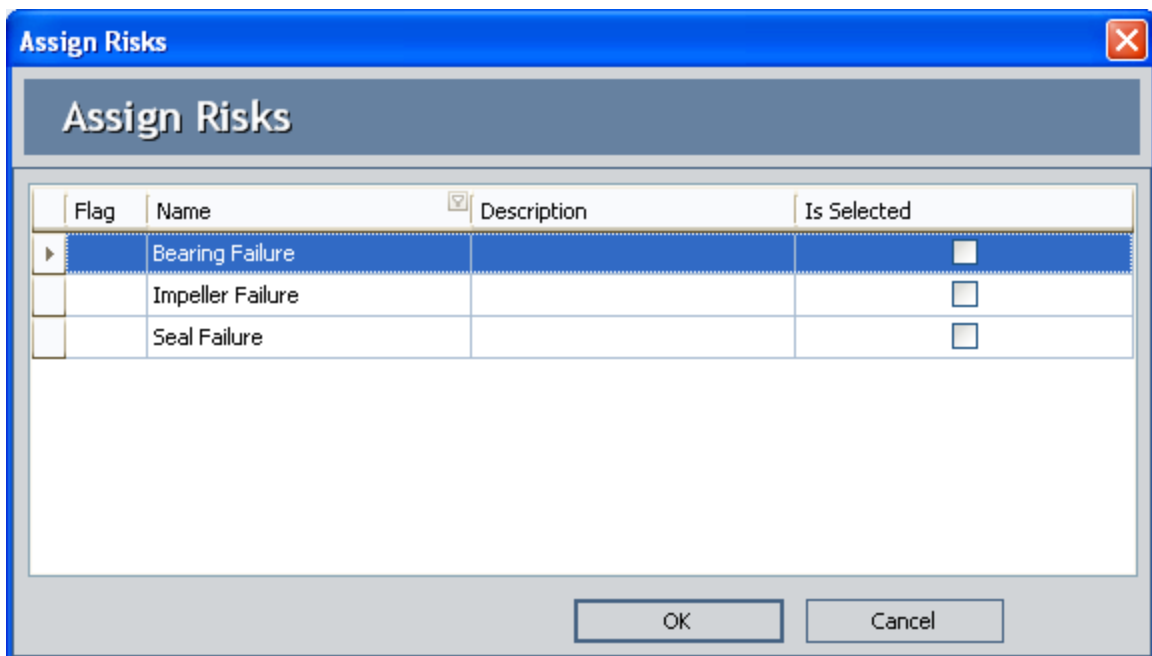 Assign Risks
Assign Risks
Flag Name Description Is Selected
Bearing Failure
Impeller Failure
Seal Failure
OK Cancel